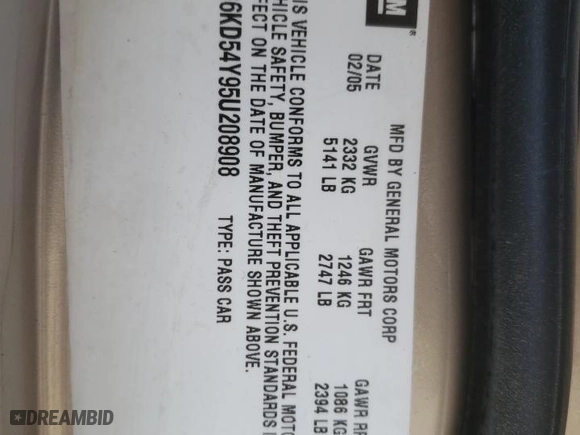 GM ®
MFD BY GENERAL MOTORS CORP
DATE GVWR GAWR FRT GAWR RR
02/05 2332 KG 1246 KG 1086 KG
5141 LB 2747 LB 2394 LB
IS VEHICLE CONFORMS TO ALL APPLICABLE U.S. FEDERAL MOTO
HICLE SAFETY, BUMPER, AND THEFT PREVENTION STANDARDS I
FECT ON THE DATE OF MANUFACTURE SHOWN ABOVE.
6KD54Y95U208908 TYPE: PASS CAR
DREAMBID